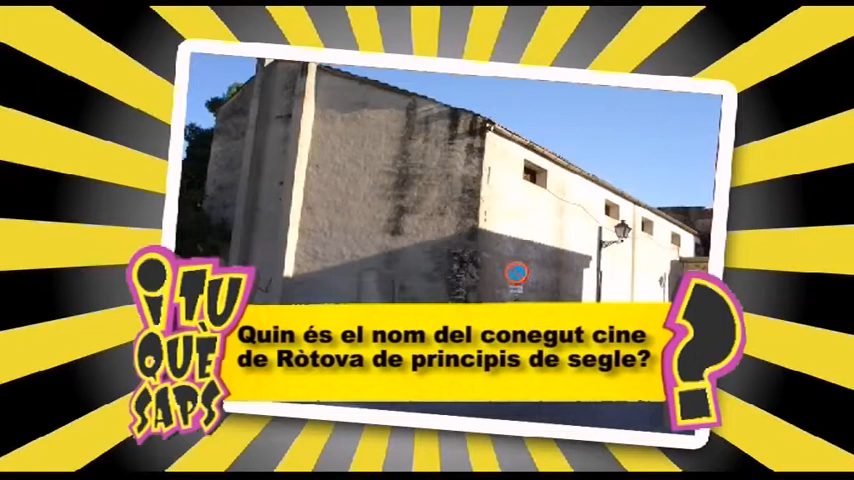 i TU
QUÈ
SAPS
Quin és el nom del conegut cine
de Ròtova de principis de segle?
?